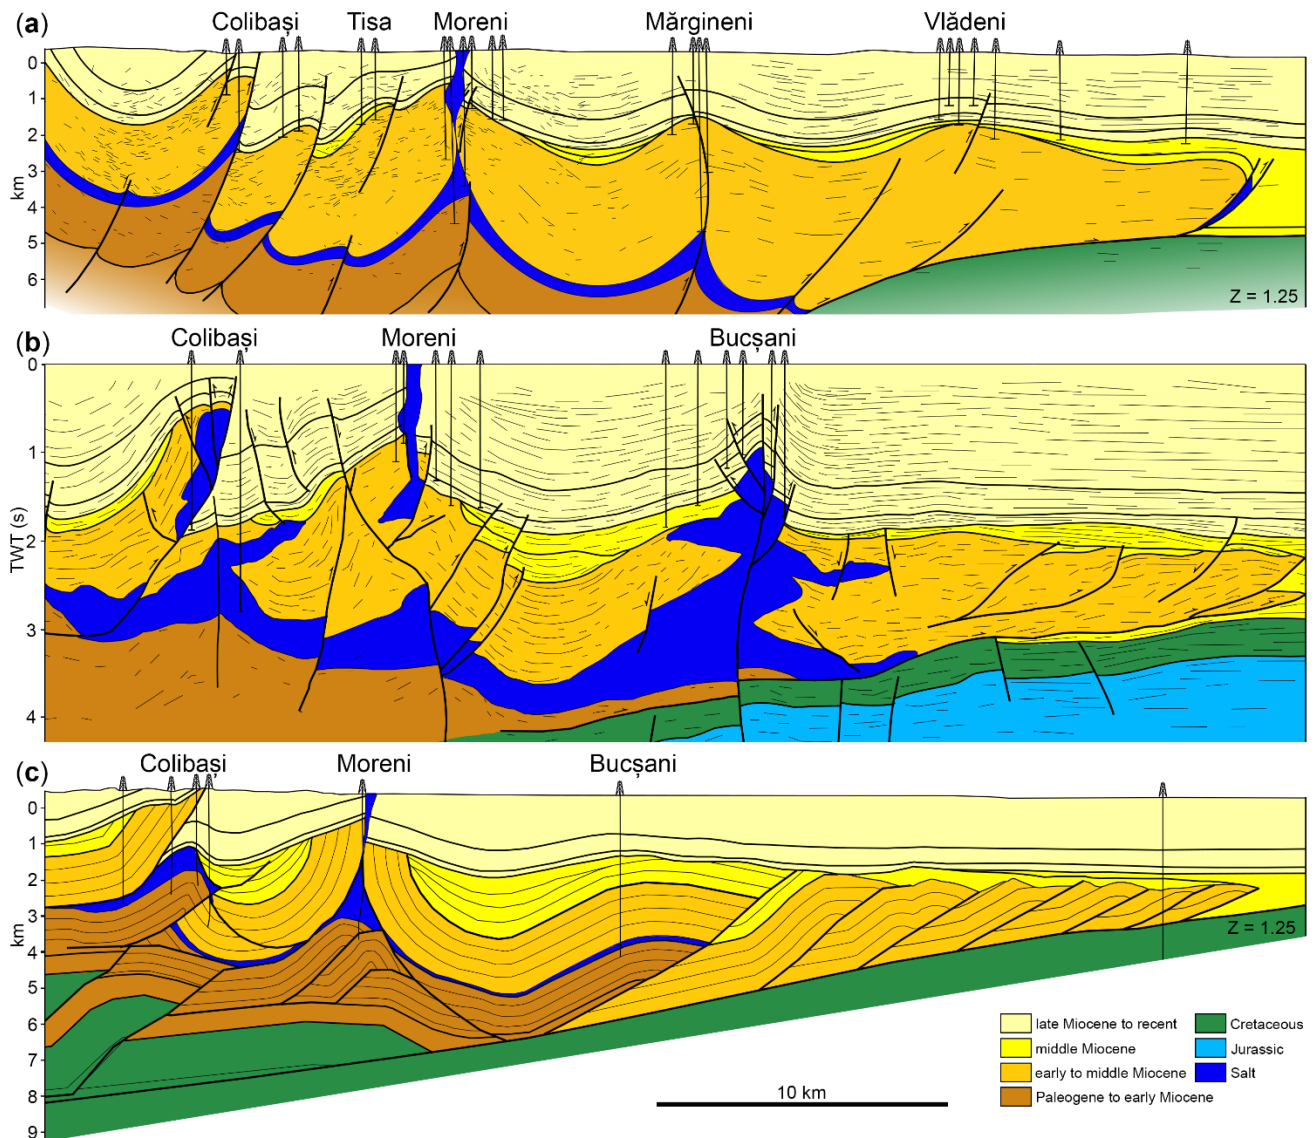 (a) Colibași Tisa Moreni Mărgineni Vlădeni
0
1
2
3
4
5
6
km
Z = 1.25
(b) Colibași Moreni Bucșani
0
1
2
3
4
TWT (s)
(c) Colibași Moreni Bucșani
0
1
2
3
4
5
6
7
8
9
km
Z = 1.25
10 km
late Miocene to recent
middle Miocene
early to middle Miocene
Paleogene to early Miocene
Cretaceous
Jurassic
Salt